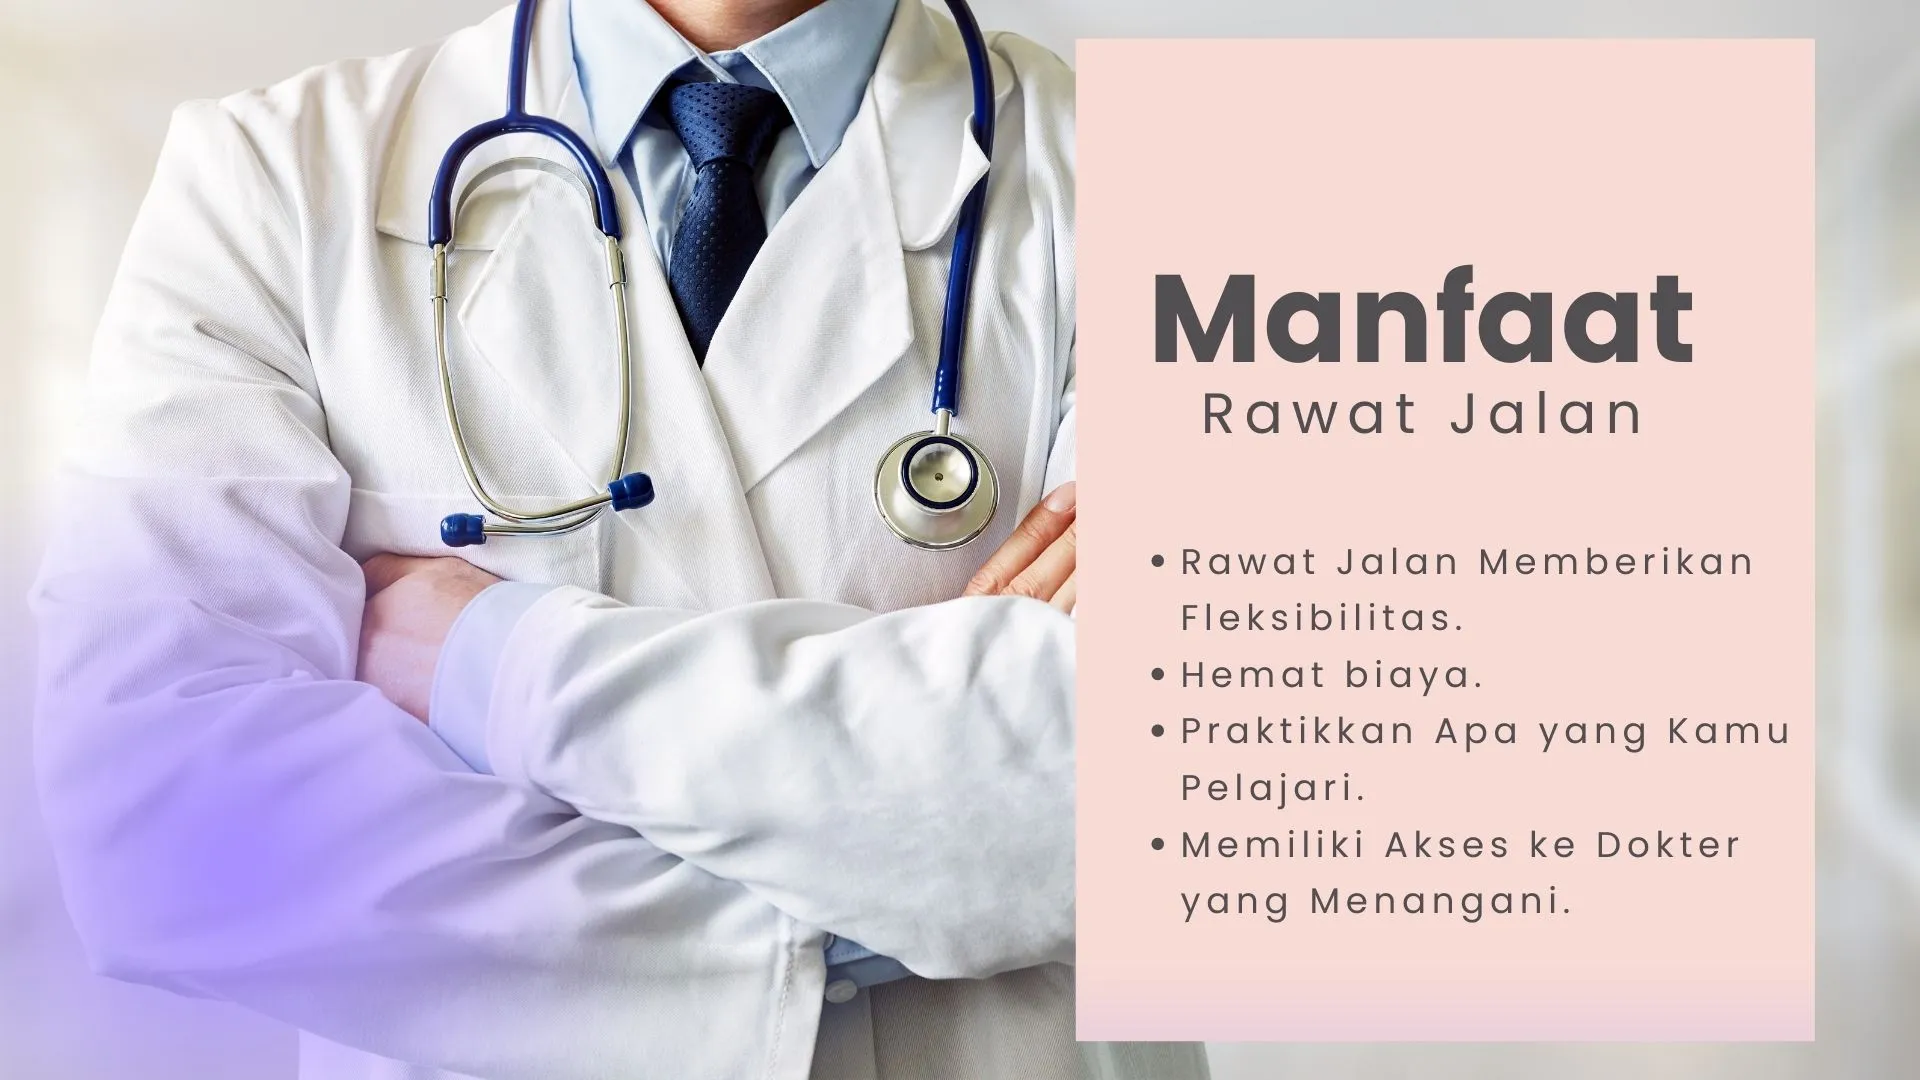 Manfaat
Rawat Jalan
• Rawat Jalan Memberikan
Fleksibilitas.
• Hemat biaya.
• Praktikkan Apa yang Kamu
Pelajari.
• Memiliki Akses ke Dokter
yang Menangani.